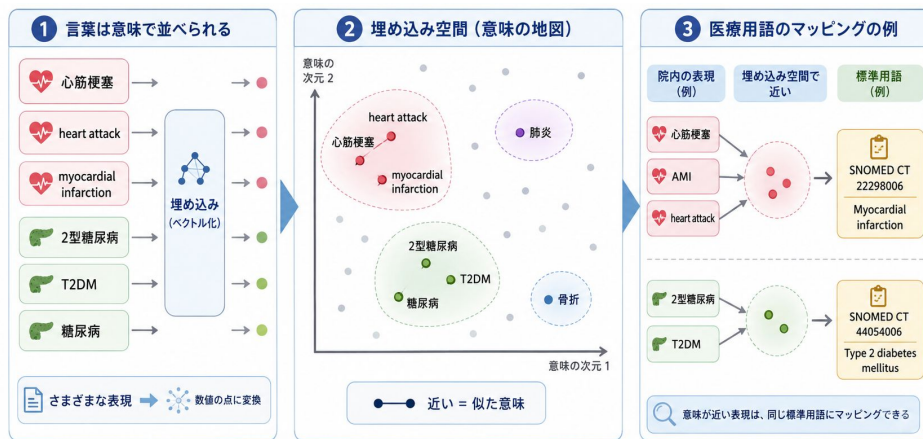 1 言葉は意味で並べられる
心筋梗塞
heart attack
myocardial
infarction
2型糖尿病
T2DM
糖尿病
埋め込み
(ベクトル化)
さまざまな表現
数値の点に変換
2 埋め込み空間（意味の地図）
意味の
次元 2
heart attack
心筋梗塞
myocardial
infarction
肺炎
2型糖尿病
T2DM
糖尿病
骨折
意味の次元 1
近い = 似た意味
3 医療用語のマッピングの例
院内の表現
（例）
埋め込み空間で
近い
標準用語
（例）
心筋梗塞
AMI
heart attack
SNOMED CT
22298006
Myocardial
infarction
2型糖尿病
T2DM
SNOMED CT
44054006
Type 2 diabetes
mellitus
意味が近い表現は、同じ標準用語にマッピングできる